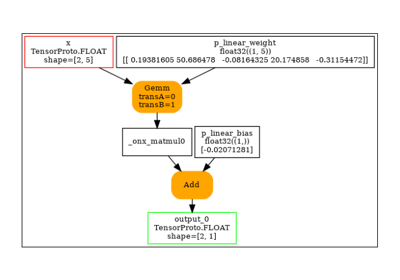 x
TensorProto.FLOAT
shape=[2, 5]
p_linear_weight
float32((1, 5))
[[ 0.19381605 50.686478 -0.08164325 20.174858 -0.31154472]]
Gemm
transA=0
transB=1
_onx_matmul0
p_linear_bias
float32((1,))
[-0.02071281]
Add
output_0
TensorProto.FLOAT
shape=[2, 1]